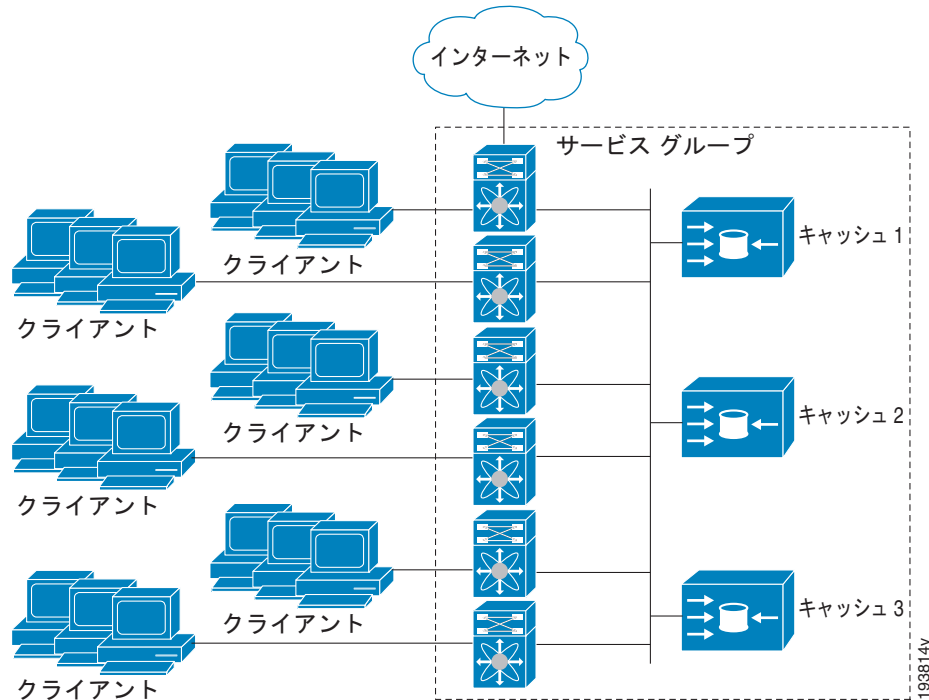 インターネット
サービス グループ
キャッシュ 1
クライアント
クライアント
キャッシュ 2
クライアント
クライアント
キャッシュ 3
クライアント
クライアント
193814v